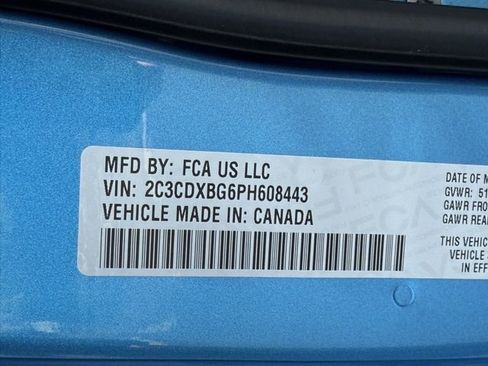 MFD BY: FCA US LLC
VIN: 2C3CDXBG6PH608443
VEHICLE MADE IN: CANADA
DATE OF M
GVWR: 51
GAWR FRO
GAWR REA
THIS VEHIC
VEHICLE
IN EFF